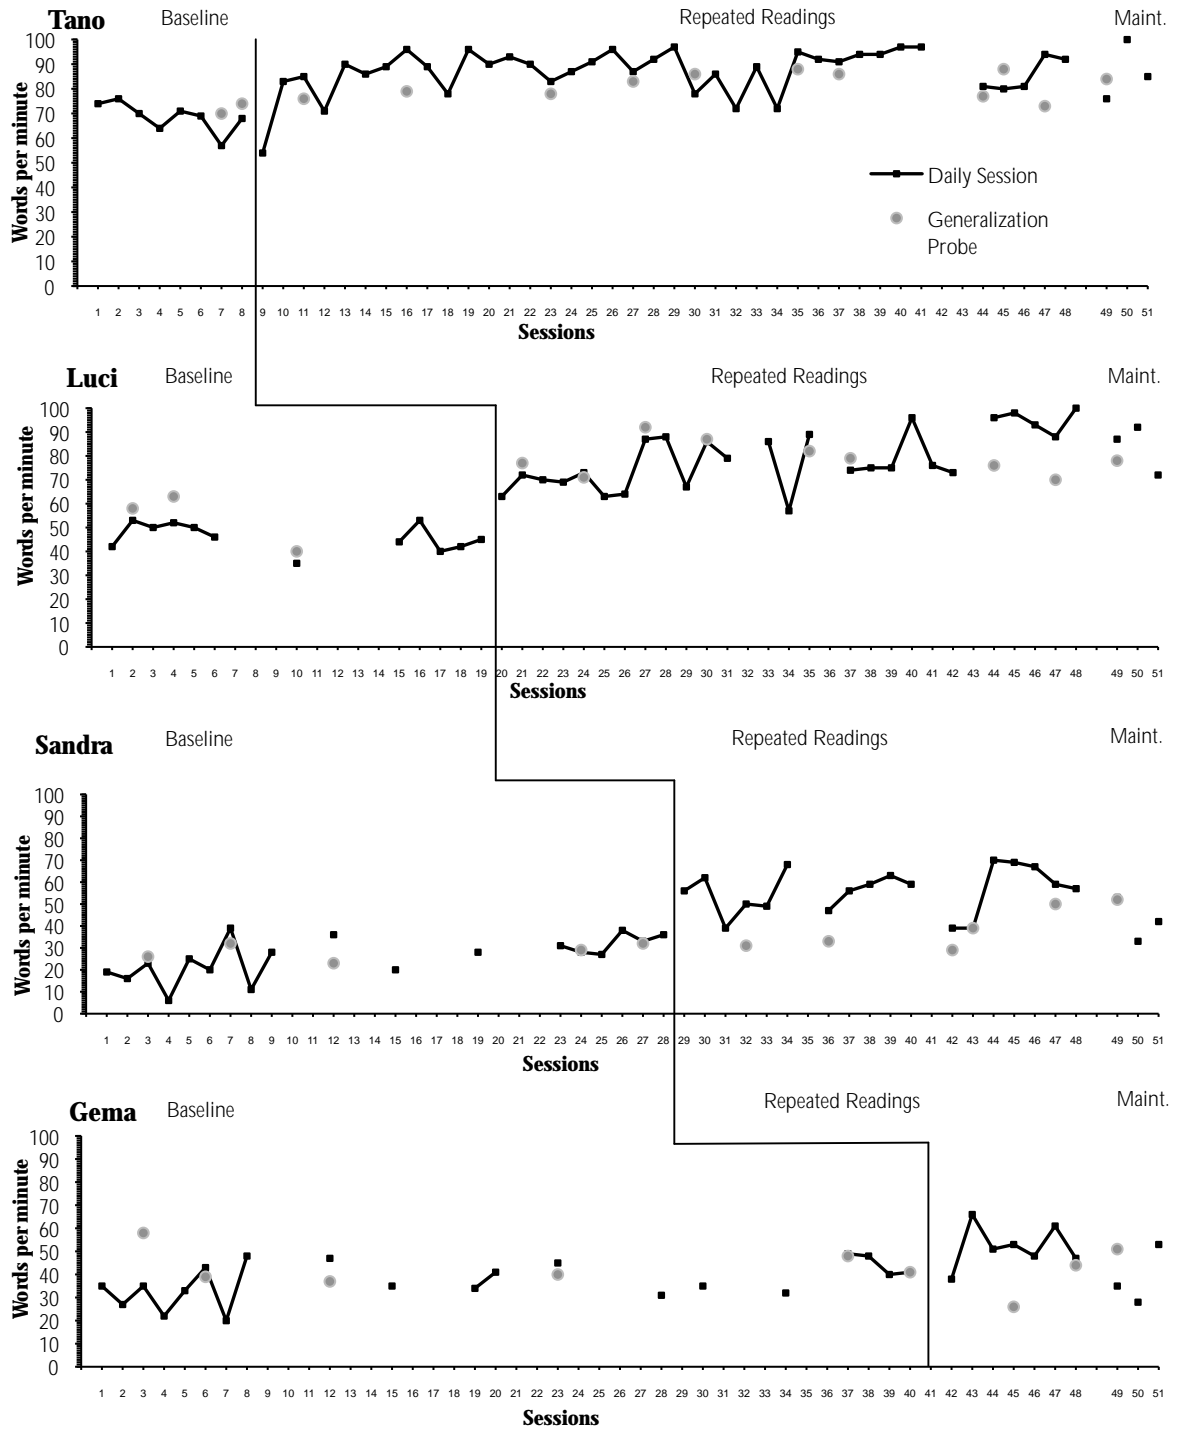 Tano Baseline Repeated Readings Maint.
100
90
80
70
60
50
40
30
20
10
0
Words per minute
Daily Session
Generalization
Probe
1 2 3 4 5 6 7 8 9 10 11 12 13 14 15 16 17 18 19 20 21 22 23 24 25 26 27 28 29 30 31 32 33 34 35 36 37 38 39 40 41 44 45 46 47 48 49 50 51
Sessions
Luci Baseline Repeated Readings Maint.
100
90
80
70
60
50
40
30
20
10
0
Words per minute
1 2 3 4 5 6 7 8 9 10 11 12 13 14 15 16 17 18 19 20 21 22 23 24 25 26 27 28 29 30 31 32 33 34 35 36 37 38 39 40 41 42 43 44 45 46 47 48 49 50 51
Sessions
Sandra Baseline Repeated Readings Maint.
100
90
80
70
60
50
40
30
20
10
0
Words per minute
1 2 3 4 5 6 7 8 9 10 11 12 13 14 15 16 17 18 19 20 21 22 23 24 25 26 27 28 29 30 31 32 33 34 35 36 37 38 39 40 41 42 43 44 45 46 47 48 49 50 51
Sessions
Gema Baseline Repeated Readings Maint.
100
90
80
70
60
50
40
30
20
10
0
Words per minute
1 2 3 4 5 6 7 8 9 10 11 12 13 14 15 16 17 18 19 20 21 22 23 24 25 26 27 28 29 30 31 32 33 34 35 36 37 38 39 40 41 42 43 44 45 46 47 48 49 50 51
Sessions